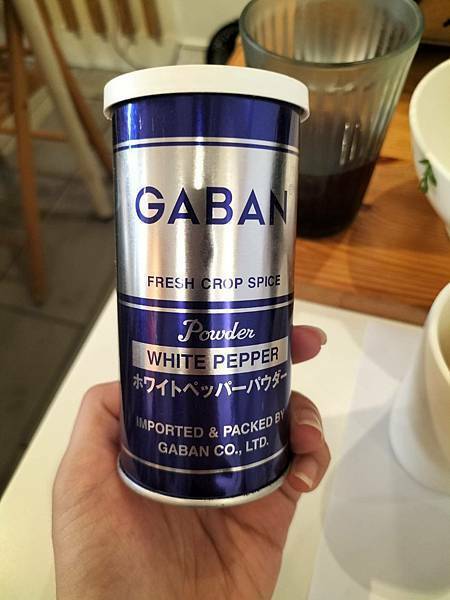 GABAN
FRESH CROP SPICE
Powder
WHITE PEPPER
ホワイトペッパーパウダー
IMPORTED & PACKED BY
GABAN CO., LTD.